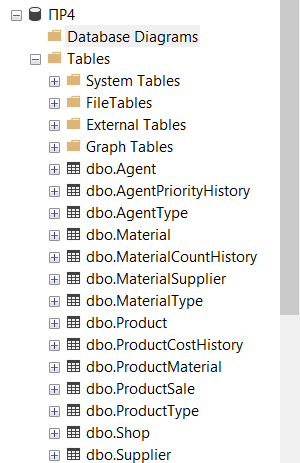 ПР4
Database Diagrams
Tables
System Tables
FileTables
External Tables
Graph Tables
dbo.Agent
dbo.AgentPriorityHistory
dbo.AgentType
dbo.Material
dbo.MaterialCountHistory
dbo.MaterialSupplier
dbo.MaterialType
dbo.Product
dbo.ProductCostHistory
dbo.ProductMaterial
dbo.ProductSale
dbo.ProductType
dbo.Shop
dbo.Supplier